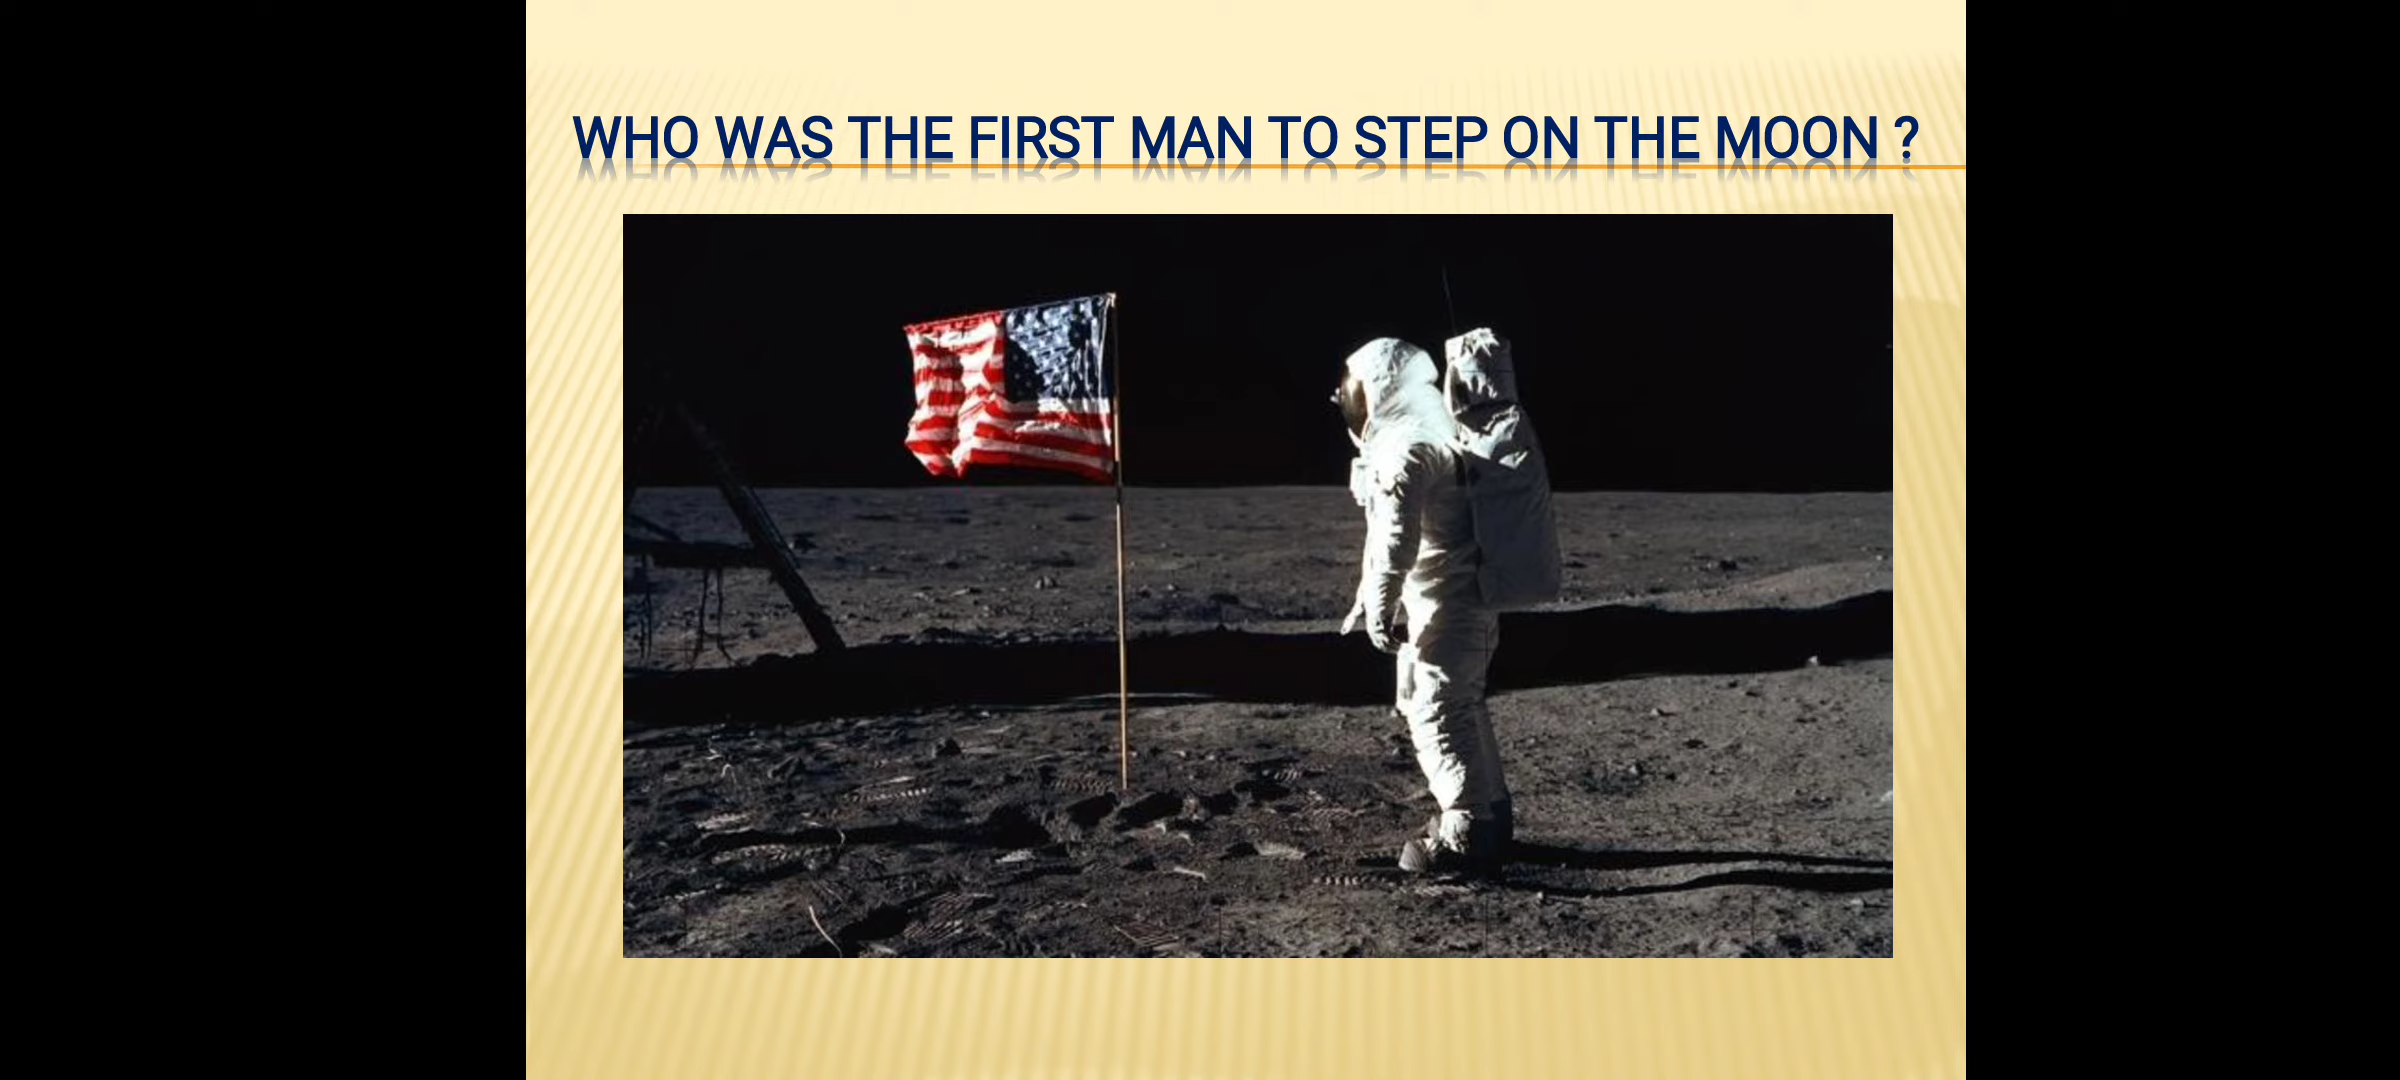 WHO WAS THE FIRST MAN TO STEP ON THE MOON ?